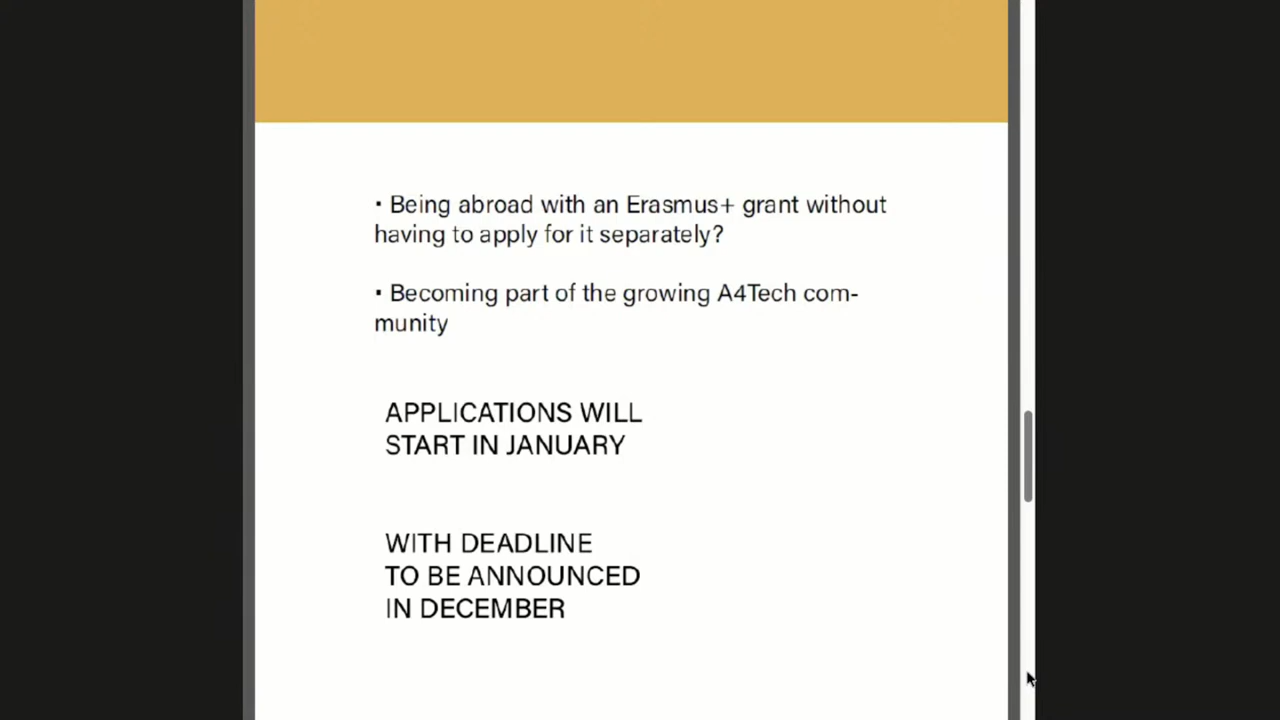 · Being abroad with an Erasmus+ grant without
having to apply for it separately?
· Becoming part of the growing A4Tech com-
munity
APPLICATIONS WILL
START IN JANUARY
WITH DEADLINE
TO BE ANNOUNCED
IN DECEMBER